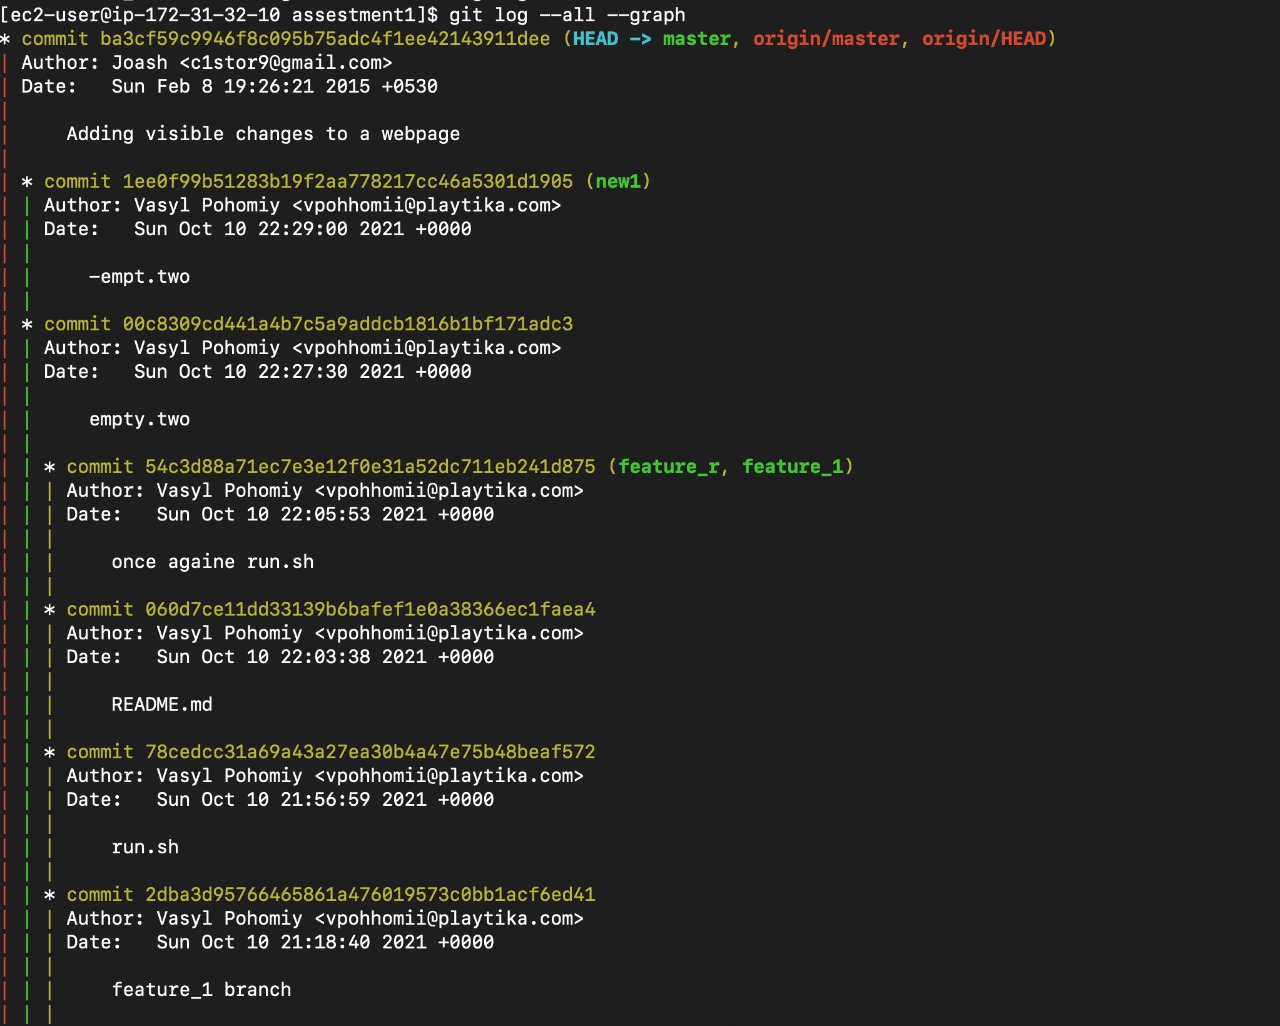 [ec2-user@ip-172-31-32-10 assestment1]$ git log --all --graph
* commit ba3cf59c9946f8c095b75adc4f1ee42143911dee (HEAD -> master, origin/master, origin/HEAD)
| Author: Joash <c1stor9@gmail.com>
| Date:   Sun Feb 8 19:26:21 2015 +0530
|
|     Adding visible changes to a webpage
|
| * commit 1ee0f99b51283b19f2aa778217cc46a5301d1905 (new1)
| | Author: Vasyl Pohomiy <vpohhomii@playtika.com>
| | Date:   Sun Oct 10 22:29:00 2021 +0000
| |
| |     -empt.two
| |
| * commit 00c8309cd441a4b7c5a9addcb1816b1bf171adc3
| | Author: Vasyl Pohomiy <vpohhomii@playtika.com>
| | Date:   Sun Oct 10 22:27:30 2021 +0000
| |
| |     empty.two
| |
| | * commit 54c3d88a71ec7e3e12f0e31a52dc711eb241d875 (feature_r, feature_1)
| | | Author: Vasyl Pohomiy <vpohhomii@playtika.com>
| | | Date:   Sun Oct 10 22:05:53 2021 +0000
| | |
| | |     once againe run.sh
| | |
| | * commit 060d7ce11dd33139b6bafef1e0a38366ec1faea4
| | | Author: Vasyl Pohomiy <vpohhomii@playtika.com>
| | | Date:   Sun Oct 10 22:03:38 2021 +0000
| | |
| | |     README.md
| | |
| | * commit 78cedcc31a69a43a27ea30b4a47e75b48beaf572
| | | Author: Vasyl Pohomiy <vpohhomii@playtika.com>
| | | Date:   Sun Oct 10 21:56:59 2021 +0000
| | |
| | |     run.sh
| | |
| | * commit 2dba3d95766465861a476019573c0bb1acf6ed41
| | | Author: Vasyl Pohomiy <vpohhomii@playtika.com>
| | | Date:   Sun Oct 10 21:18:40 2021 +0000
| | |
| | |     feature_1 branch
| | |